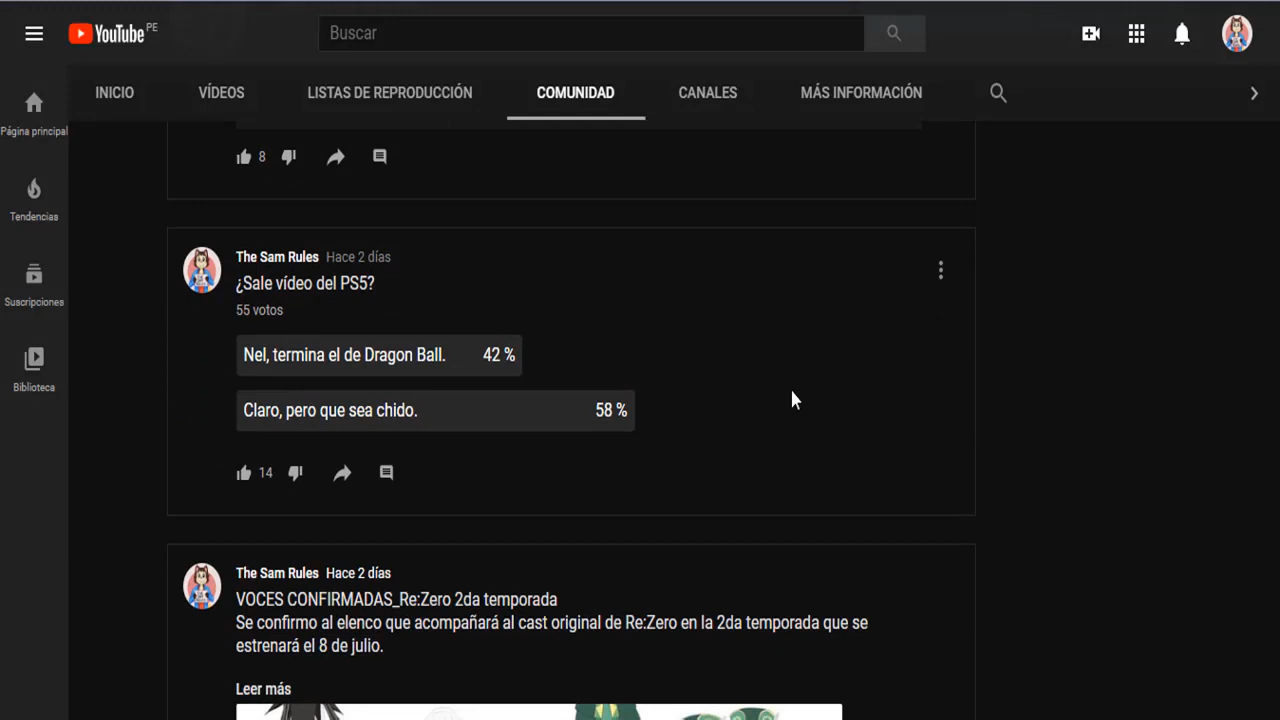 YouTube PE
Buscar
INICIO
VÍDEOS
LISTAS DE REPRODUCCIÓN
COMUNIDAD
CANALES
MÁS INFORMACIÓN
Página principal
Tendencias
Suscripciones
Biblioteca
8
The Sam Rules Hace 2 días
¿Sale vídeo del PS5?
55 votos
Nel, termina el de Dragon Ball. 42 %
Claro, pero que sea chido. 58 %
14
The Sam Rules Hace 2 días
VOCES CONFIRMADAS_Re:Zero 2da temporada
Se confirmo al elenco que acompañará al cast original de Re:Zero en la 2da temporada que se
estrenará el 8 de julio.
Leer más